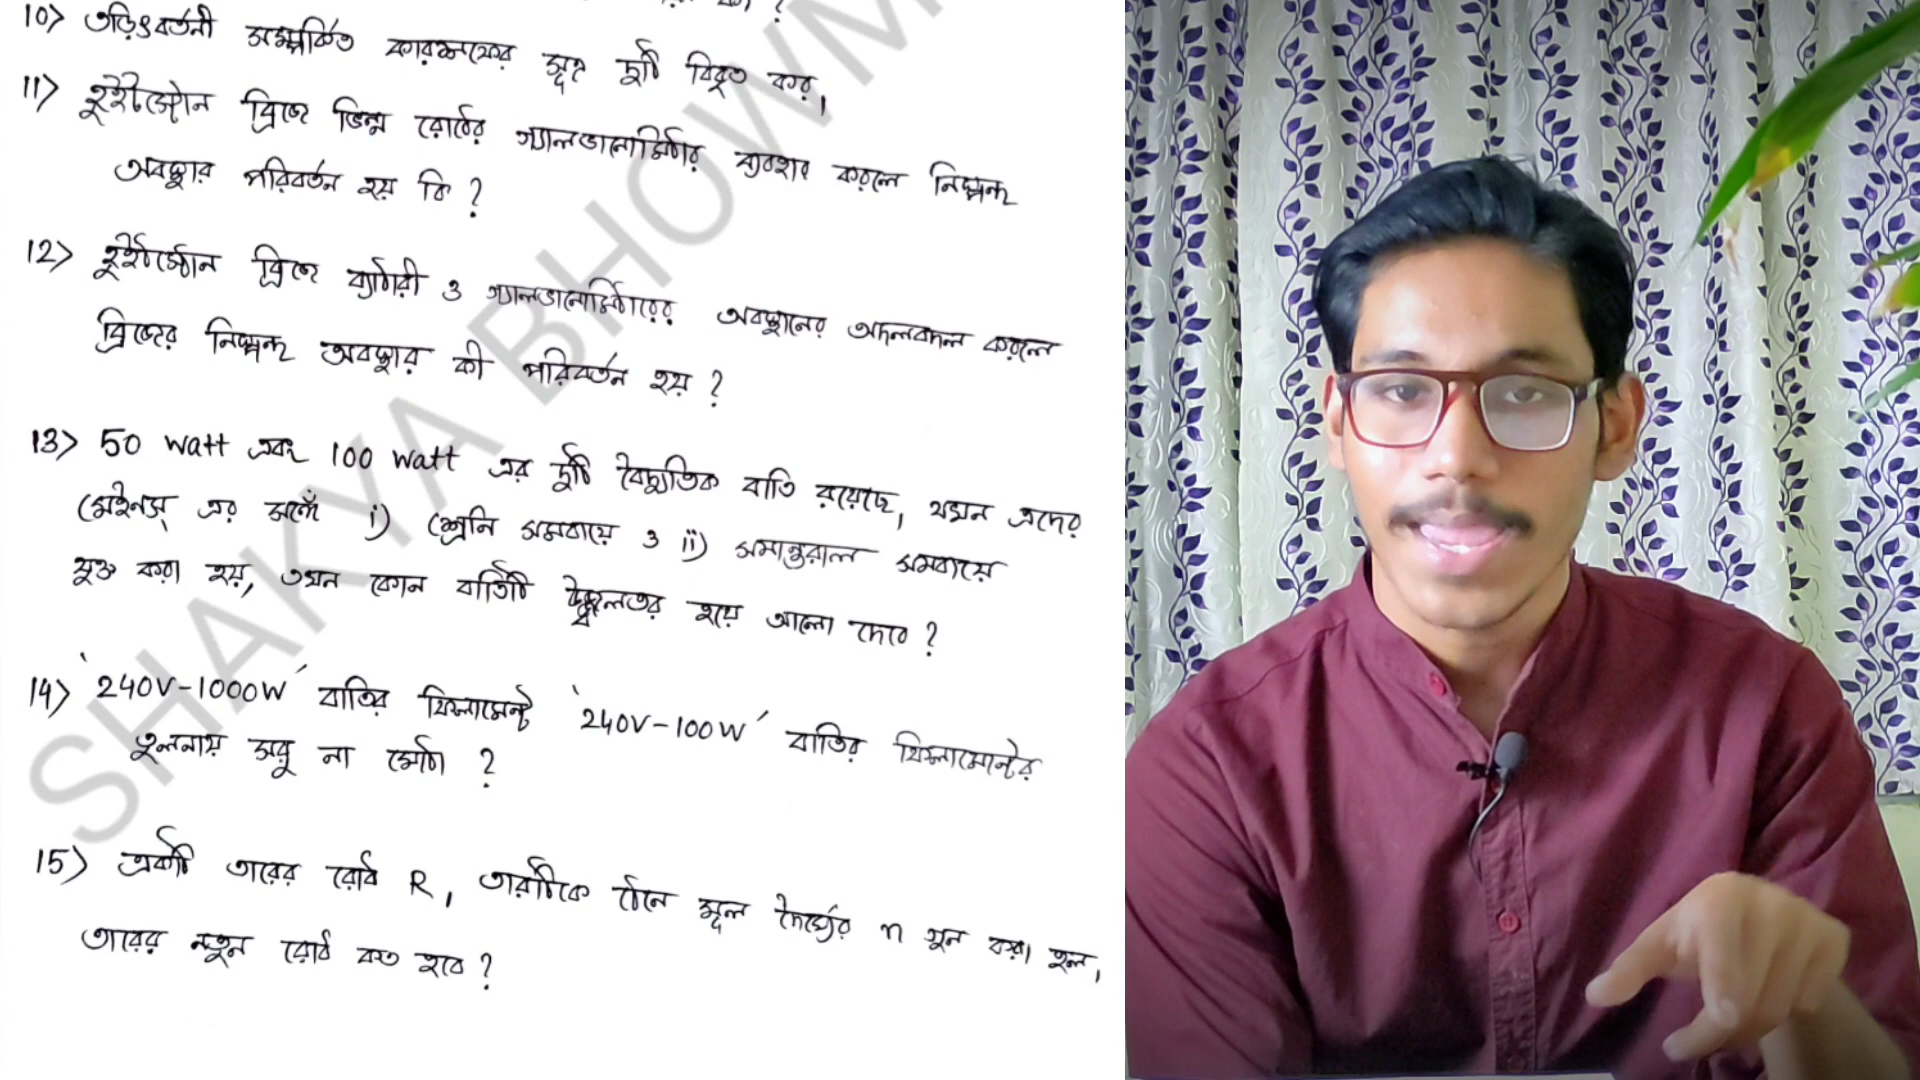 10> তড়িৎবর্তনী সম্পর্কিত কারশফের সূত্র দুটি বিবৃত কর,
11> হুইটস্টোন ব্রিজে ভিন্ন রোধের গ্যালভানোমিটার ব্যবহার করলে নিস্পন্দ
অবস্থার পরিবর্তন হয় কি ?
12> হুইটস্টোন ব্রিজে ব্যাটারী ও গ্যালভানোমিটারের অবস্থানের অদলবদল করলে
ব্রিজের নিস্পন্দ অবস্থার কী পরিবর্তন হয় ?
13> 50 watt এবং 100 watt এর দুটি বৈদ্যুতিক বাতি রয়েছে, যখন এদের
মেইনস্ এর সঙ্গে i) শ্রেনি সমবায়ে ও ii) সমান্তরাল সমবায়ে
যুক্ত করা হয়, তখন কোন বাতিটি উজ্জ্বলতর হয়ে আলো দেবে ?
14> '240V-1000W' বাতির ফিলামেন্ট '240V-100W' বাতির ফিলামেন্টের
তুলনায় সরু না মোটা ?
15) একটি তারের রোধ R, তারটিকে টেনে মূল দৈর্ঘ্যের n গুন করা হল,
তারের নতুন রোধ কত হবে ?
SHAKYA BHOWM